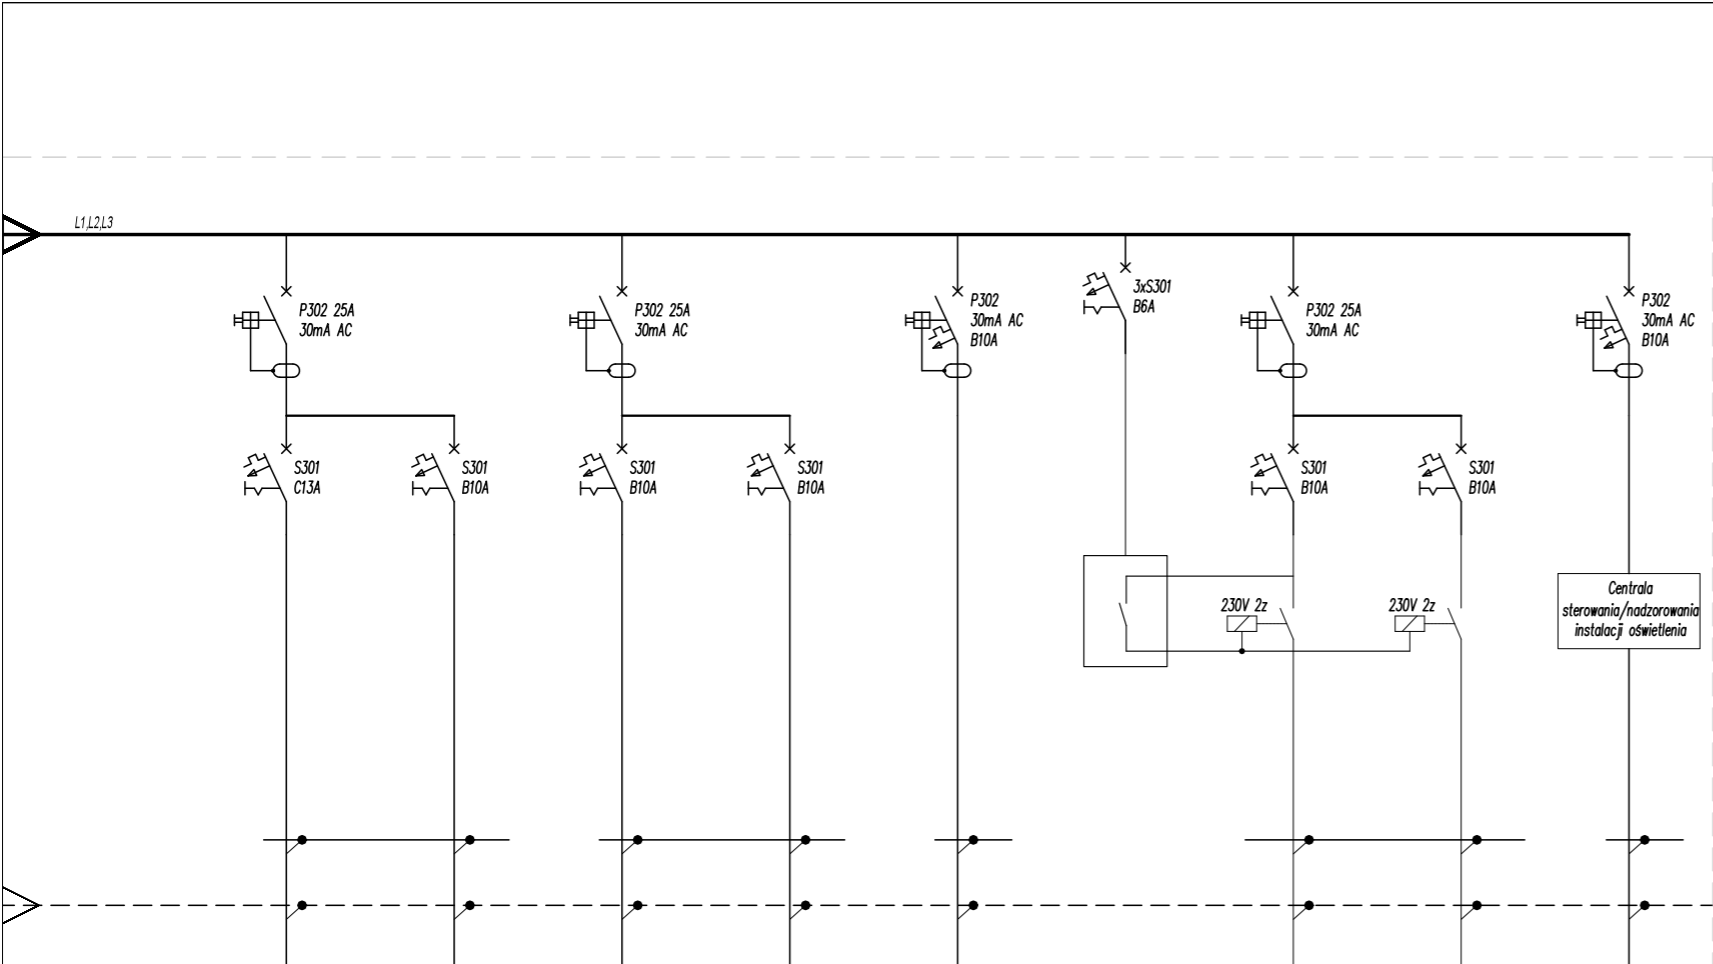 L1,L2,L3
P302 25A
30mA AC
P302 25A
30mA AC
P302
30mA AC
B10A
3xS301
B6A
P302 25A
30mA AC
P302
30mA AC
B10A
S301
C13A
S301
B10A
S301
B10A
S301
B10A
S301
B10A
S301
B10A
230V 2z
230V 2z
Centrala
sterowania/nadzorowania
instalacji oświetlenia